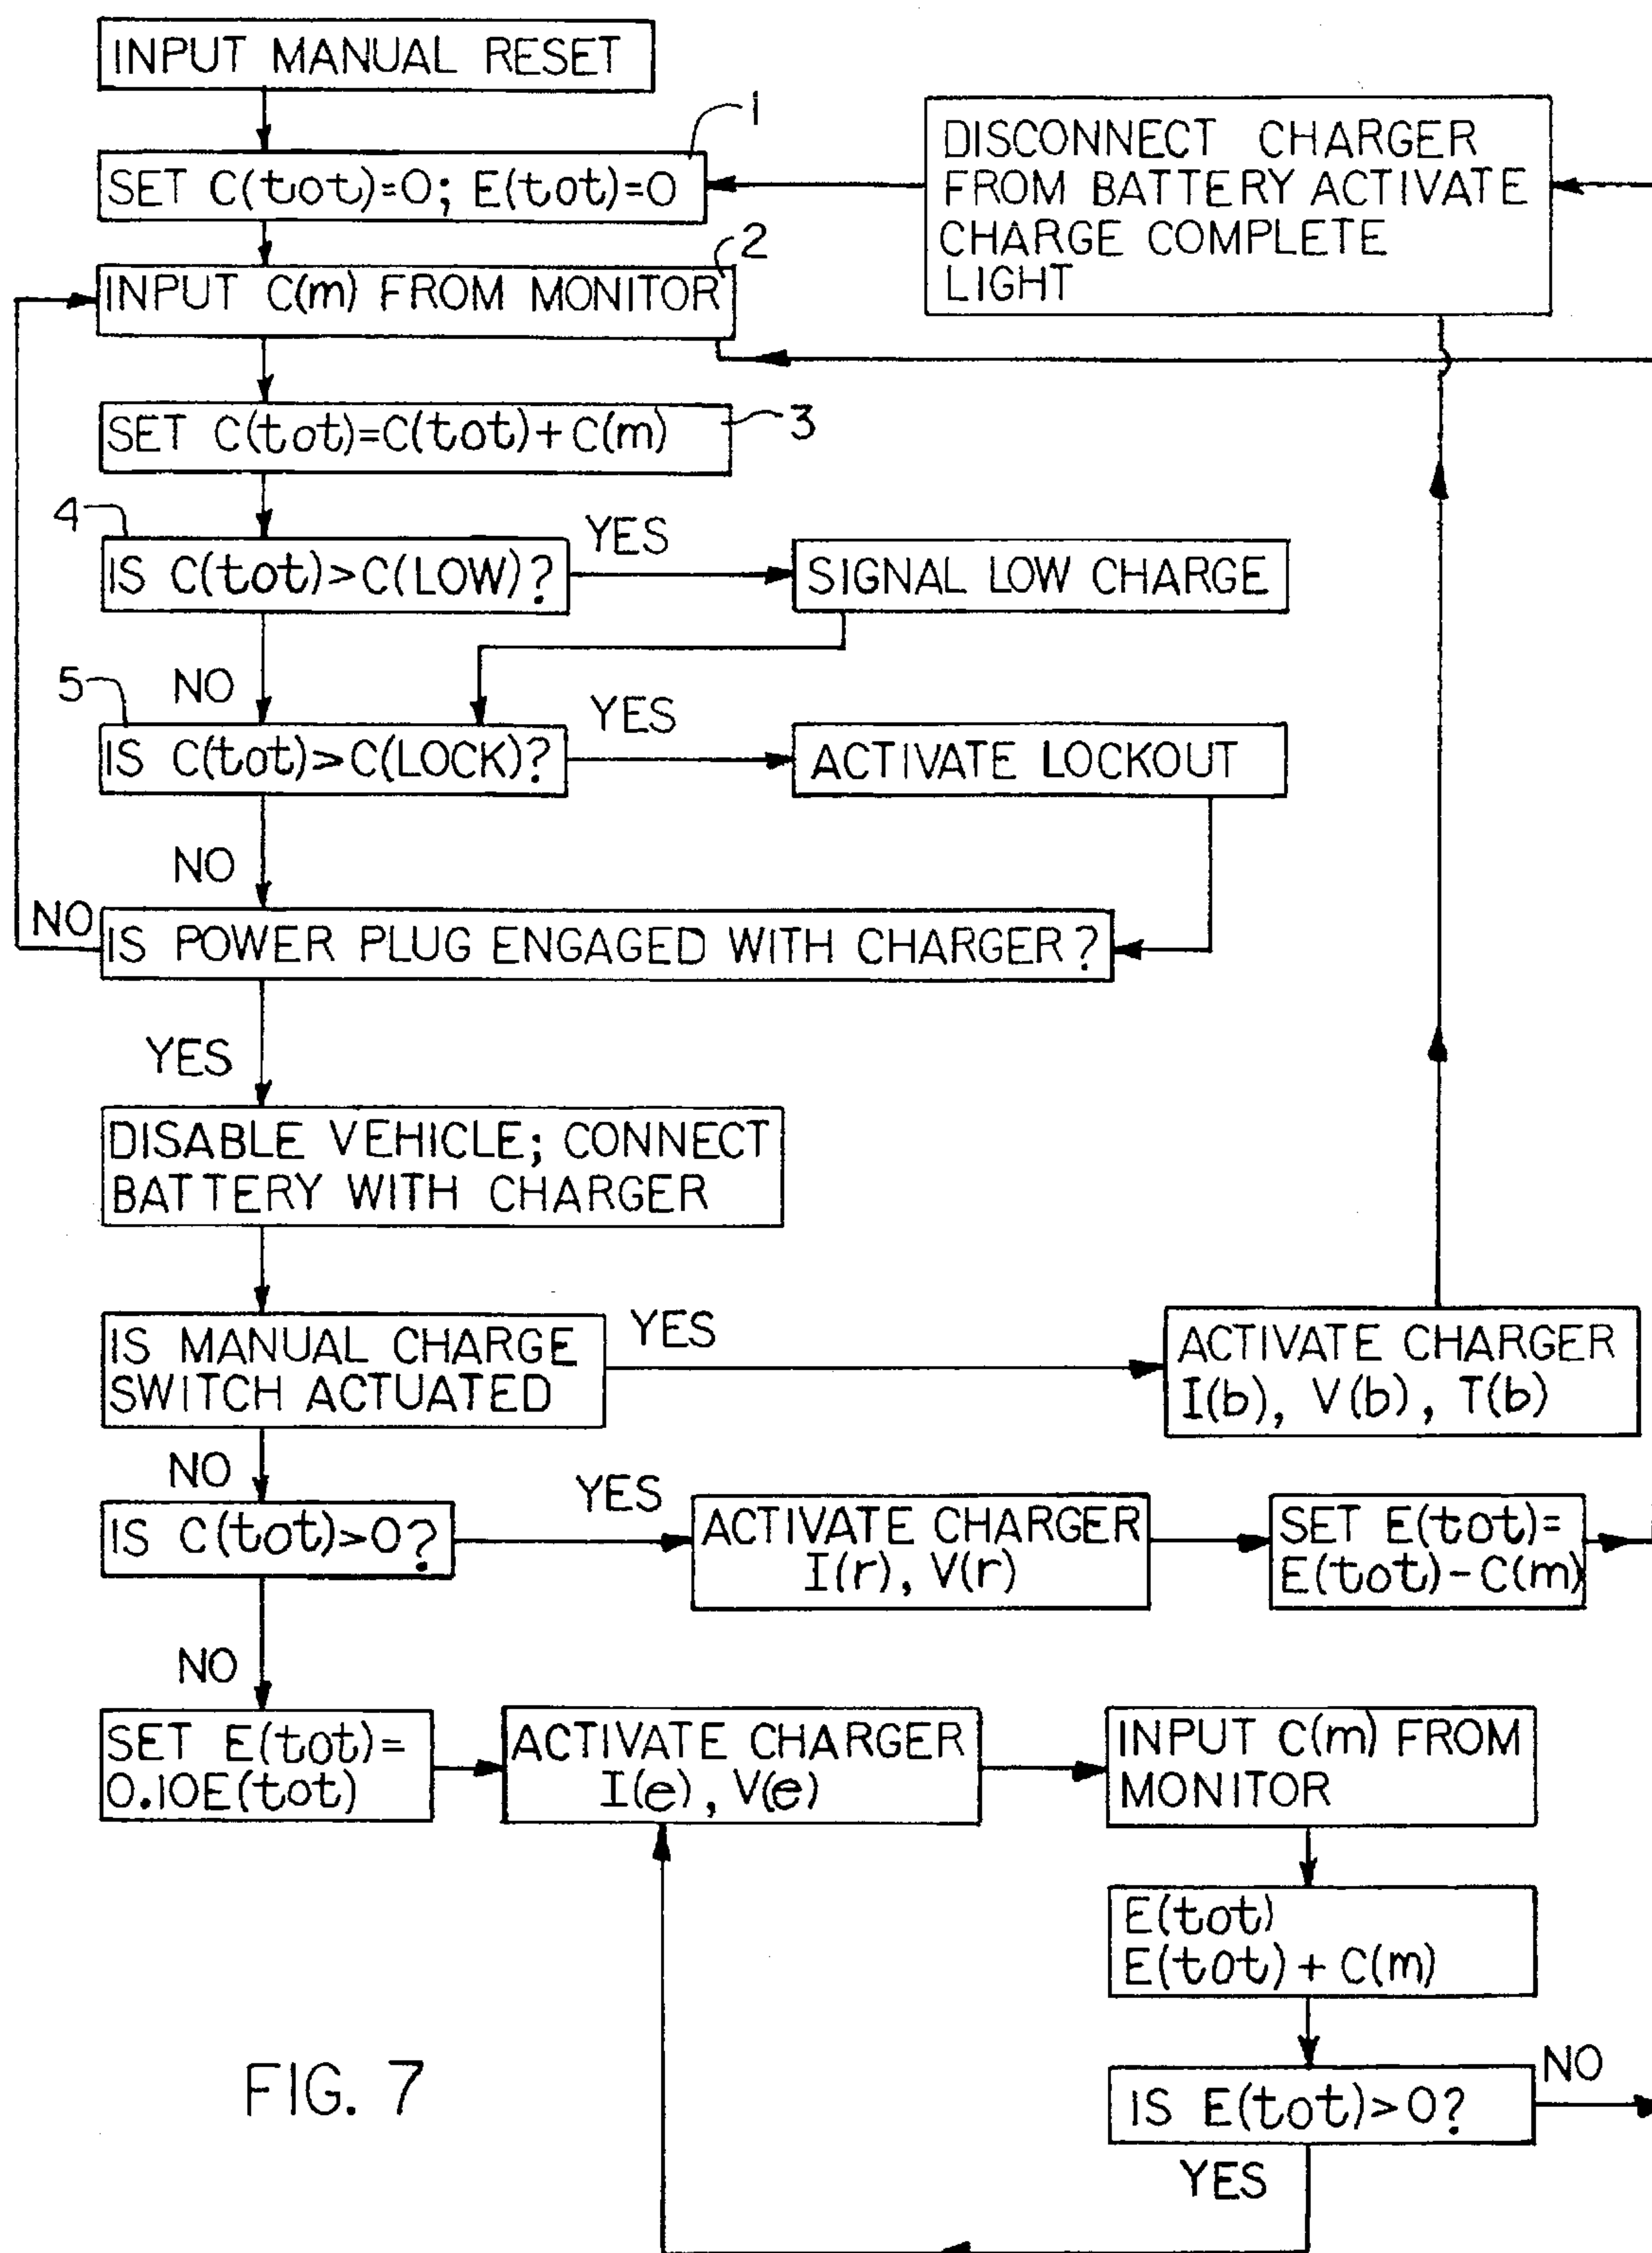 INPUT MANUAL RESET
1
SET C(tot)=0; E(tot)=0
DISCONNECT CHARGER
FROM BATTERY ACTIVATE
CHARGE COMPLETE
LIGHT
2
INPUT C(m) FROM MONITOR
SET C(tot)=C(tot)+C(m)
3
4
IS C(tot)>C(LOW)?
YES
SIGNAL LOW CHARGE
NO
5
IS C(tot)>C(LOCK)?
YES
ACTIVATE LOCKOUT
NO
NO
IS POWER PLUG ENGAGED WITH CHARGER?
YES
DISABLE VEHICLE; CONNECT
BATTERY WITH CHARGER
IS MANUAL CHARGE
SWITCH ACTUATED
YES
ACTIVATE CHARGER
I(b), V(b), T(b)
NO
IS C(tot)>0?
YES
ACTIVATE CHARGER
I(r), V(r)
SET E(tot)=
E(tot)-C(m)
NO
SET E(tot)=
0.10E(tot)
ACTIVATE CHARGER
I(e), V(e)
INPUT C(m) FROM
MONITOR
E(tot)
E(tot)+C(m)
IS E(tot)>0?
NO
YES
FIG. 7